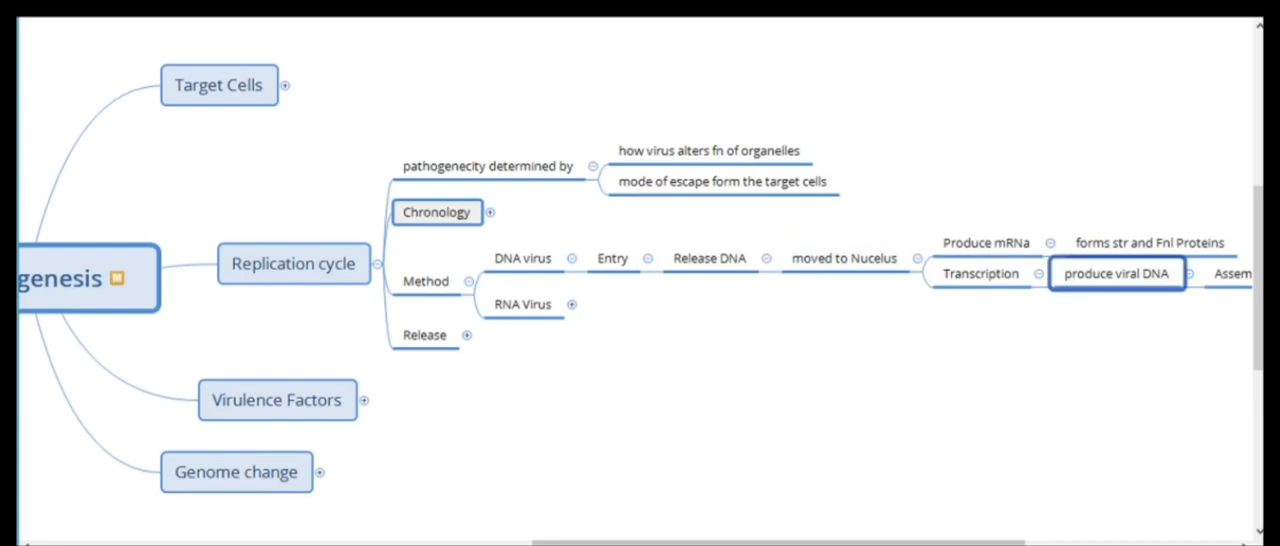 Target Cells
how virus alters fn of organelles
pathogenecity determined by
mode of escape form the target cells
Chronology
Produce mRNa
forms str and Fnl Proteins
DNA virus
Entry
Release DNA
moved to Nucelus
Replication cycle
genesis M
Transcription
produce viral DNA
Assem
Method
RNA Virus
Release
Virulence Factors
Genome change